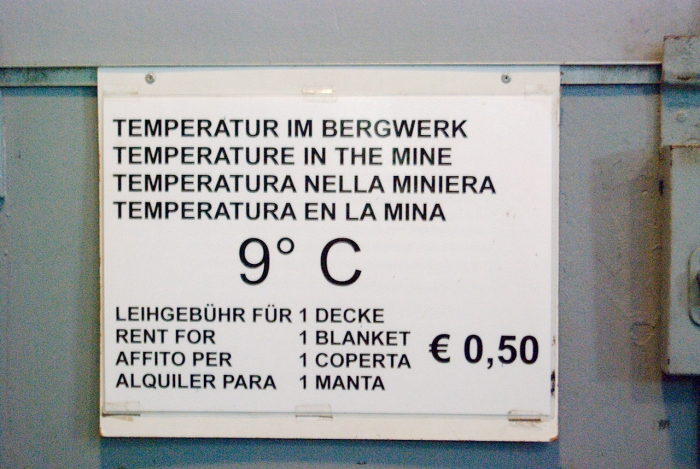 TEMPERATUR IM BERGWERK
TEMPERATURE IN THE MINE
TEMPERATURA NELLA MINIERA
TEMPERATURA EN LA MINA
9° C
LEIHGEBÜHR FÜR 1 DECKE
RENT FOR 1 BLANKET
AFFITO PER 1 COPERTA
ALQUILER PARA 1 MANTA
€ 0,50